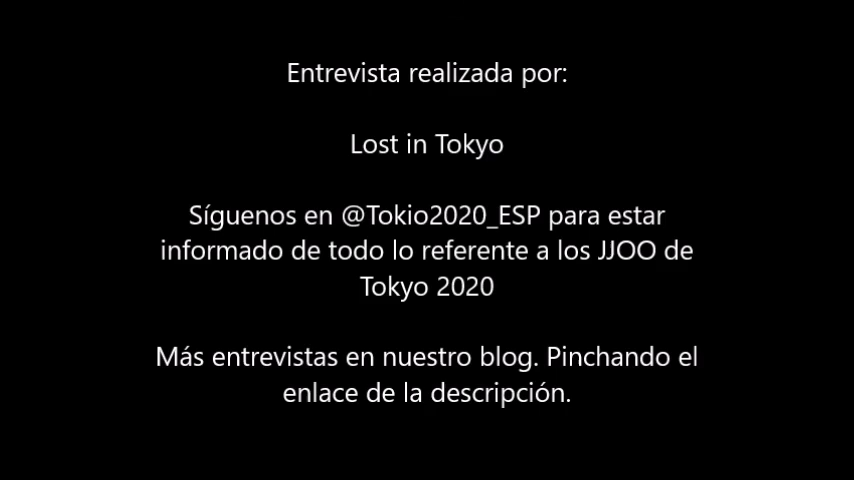 Entrevista realizada por:
Lost in Tokyo
Síguenos en @Tokio2020_ESP para estar
informado de todo lo referente a los JJOO de
Tokyo 2020
Más entrevistas en nuestro blog. Pinchando el
enlace de la descripción.